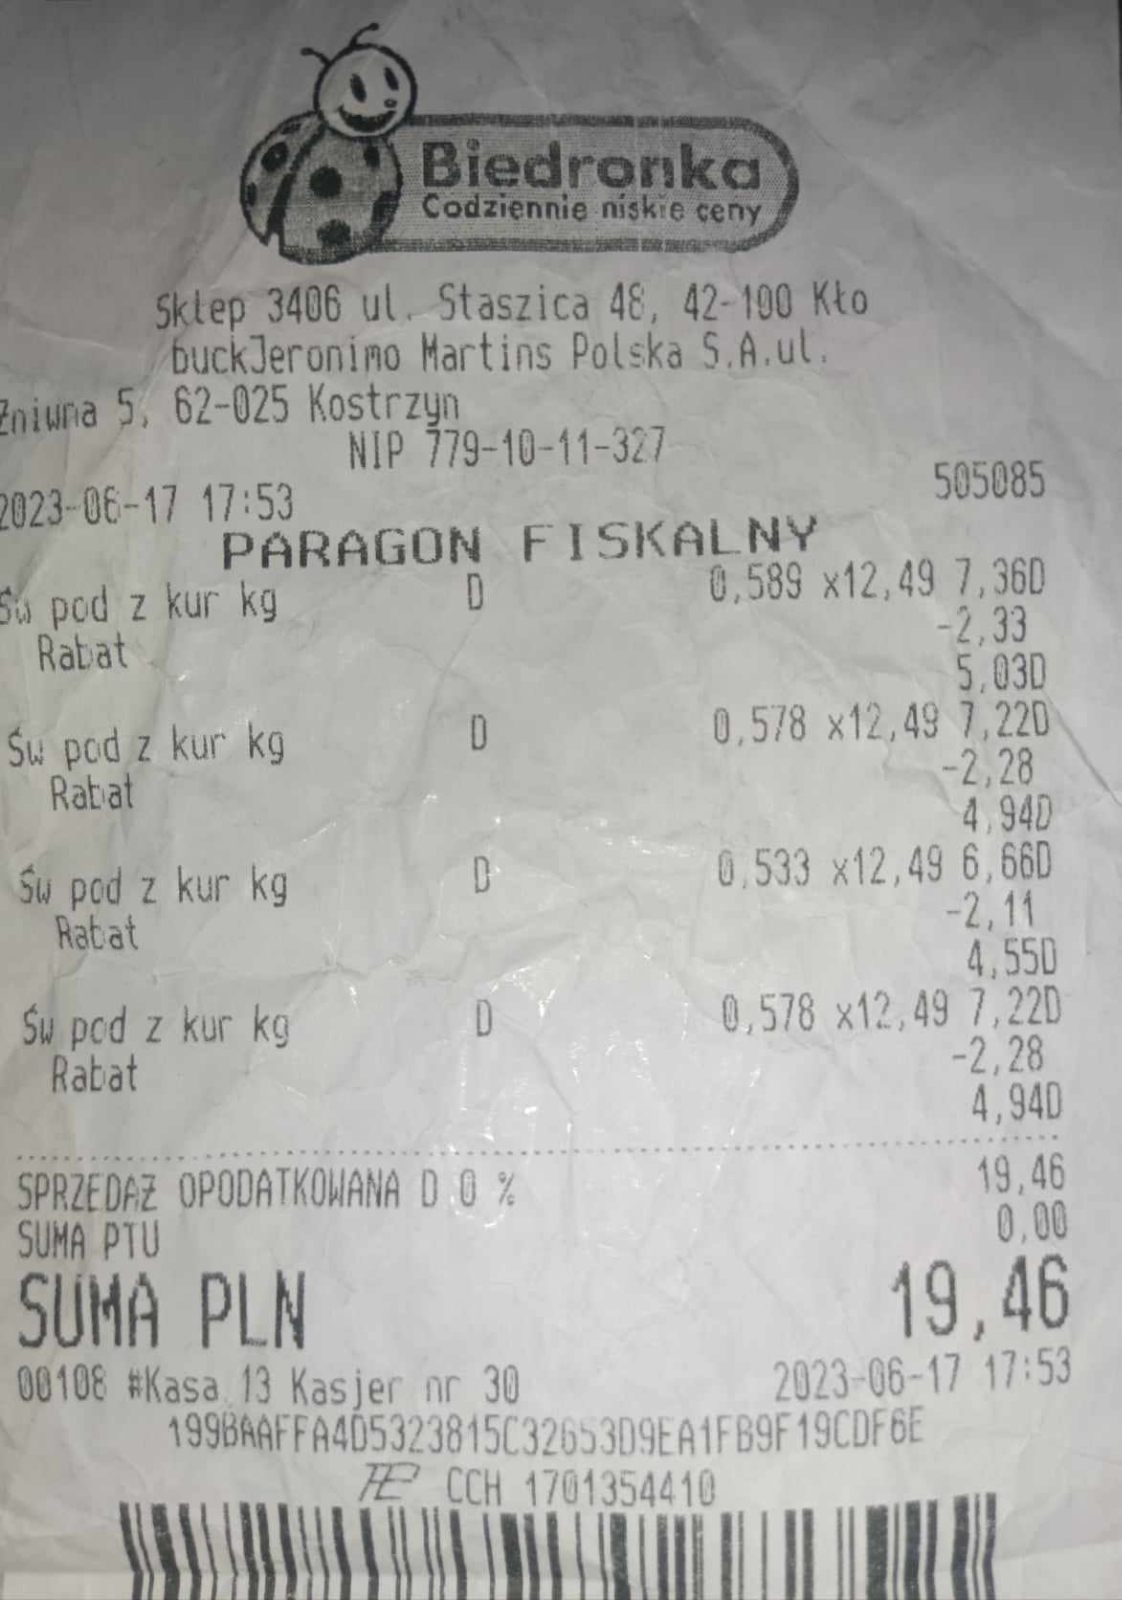 Biedronka
Codziennie niskie ceny
Sklep 3406 ul. Staszica 48, 42-100 Kło
buckJeronimo Martins Polska S.A.ul.
Żniwna 5, 62-025 Kostrzyn
NIP 779-10-11-327
2023-06-17 17:53 505085
PARAGON FISKALNY
Św pod z kur kg D 0,589 x12,49 7,36D
Rabat -2,33
5,03D
Św pod z kur kg D 0,578 x12,49 7,22D
Rabat -2,28
4,94D
Św pod z kur kg D 0,533 x12,49 6,66D
Rabat -2,11
4,55D
Św pod z kur kg D 0,578 x12,49 7,22D
Rabat -2,28
4,94D
SPRZEDAŻ OPODATKOWANA D 0 % 19,46
SUMA PTU 0,00
SUMA PLN 19,46
00108 #Kasa 13 Kasjer nr 30 2023-06-17 17:53
199BAAFFA4D5323815C32653D9EA1FB9F19CDF6E
CCH 1701354410